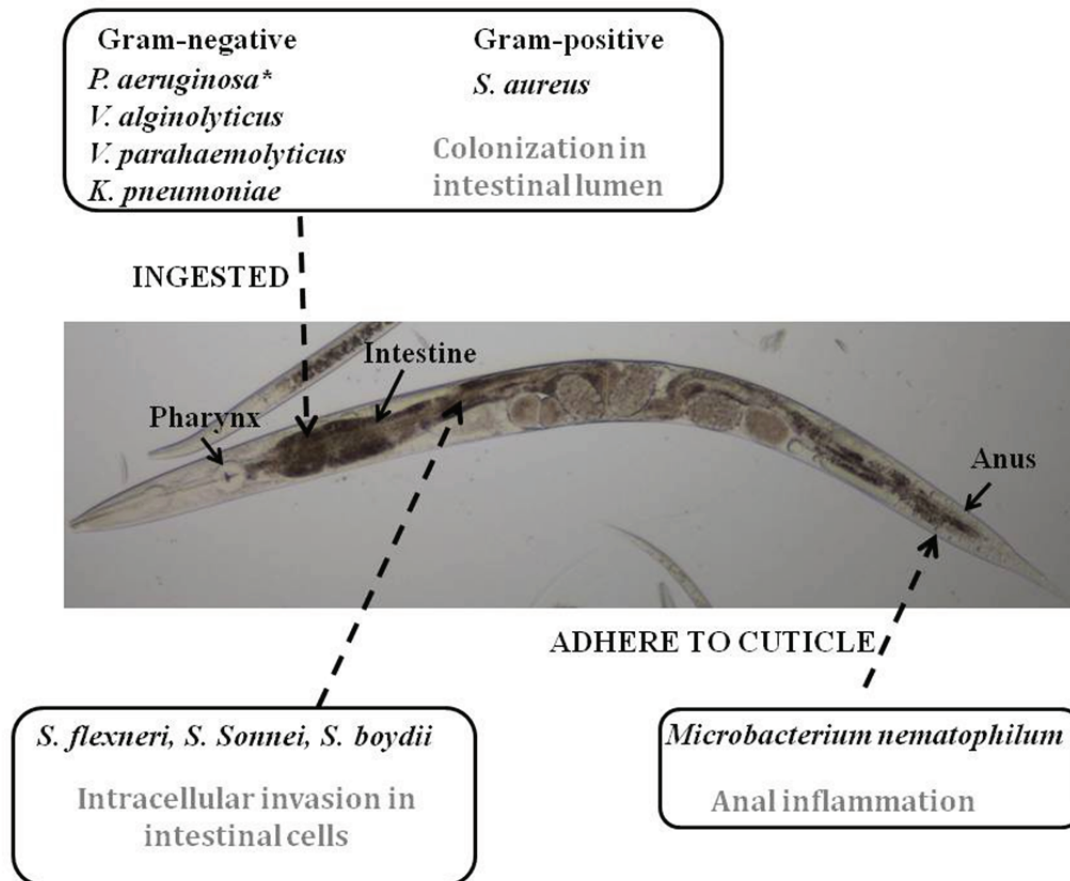 Gram-negative
P. aeruginosa*
V. alginolyticus
V. parahaemolyticus
K. pneumoniae
Gram-positive
S. aureus
Colonization in
intestinal lumen
INGESTED
Intestine
Pharynx
Anus
ADHERE TO CUTICLE
S. flexneri, S. Sonnei, S. boydii
Intracellular invasion in
intestinal cells
Microbacterium nematophilum
Anal inflammation